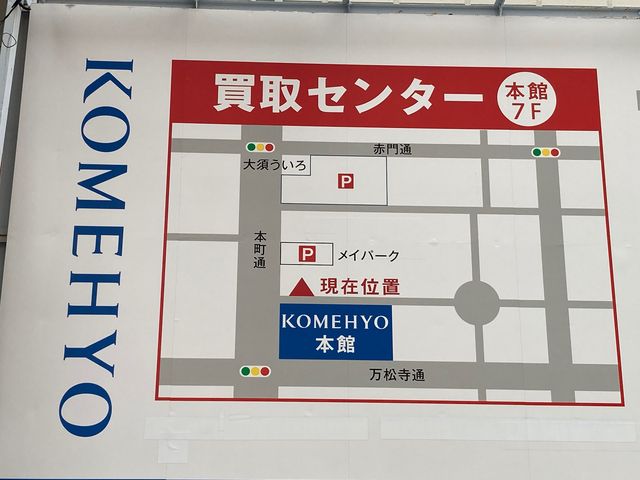 KOMEHYO
買取センター
本館
7F
赤門通
大須ういろ
P
本町通
P
メイパーク
現在位置
KOMEHYO
本館
万松寺通